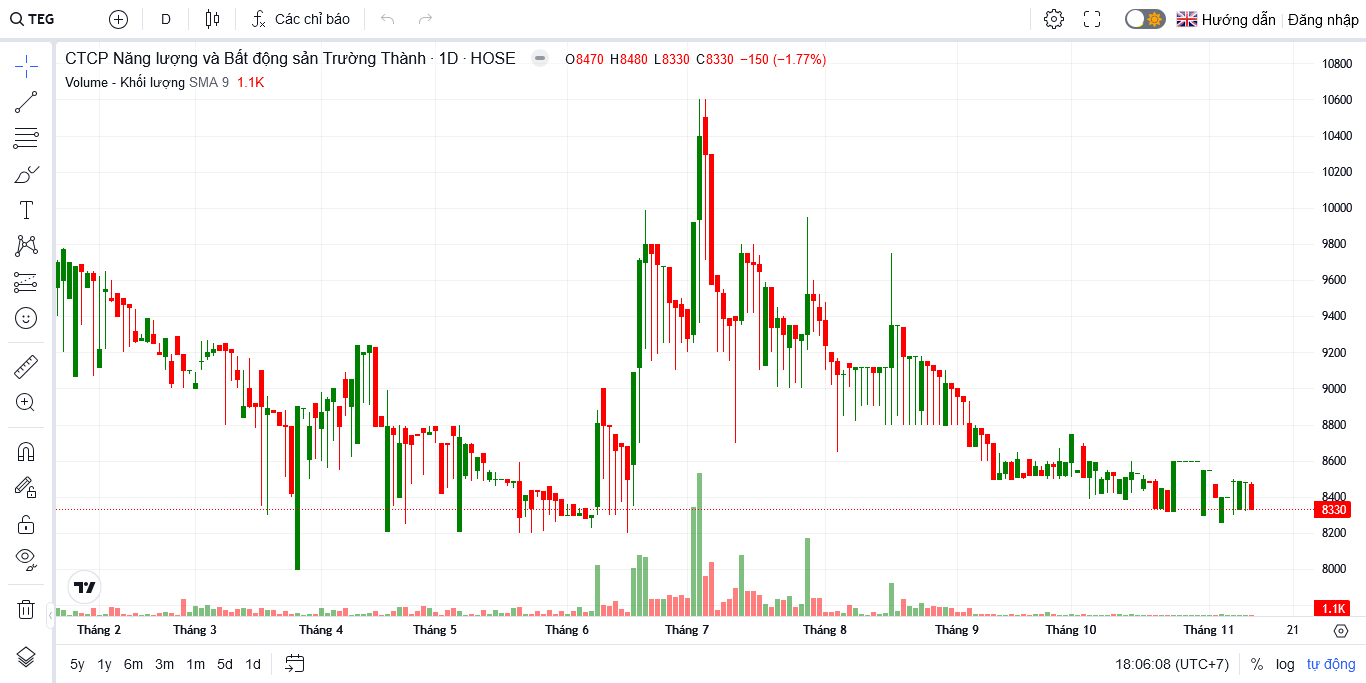 TEG D Các chỉ báo Hướng dẫn Đăng nhập
CTCP Năng lượng và Bất động sản Trường Thành · 1D · HOSE O8470 H8480 L8330 C8330 −150 (−1.77%)
Volume - Khối lượng SMA 9 1.1K
10800
10600
10400
10200
10000
9800
9600
9400
9200
9000
8800
8600
8400
8330
8200
8000
1.1K
Tháng 2 Tháng 3 Tháng 4 Tháng 5 Tháng 6 Tháng 7 Tháng 8 Tháng 9 Tháng 10 Tháng 11 21
5y 1y 6m 3m 1m 5d 1d 18:06:08 (UTC+7) % log tự động